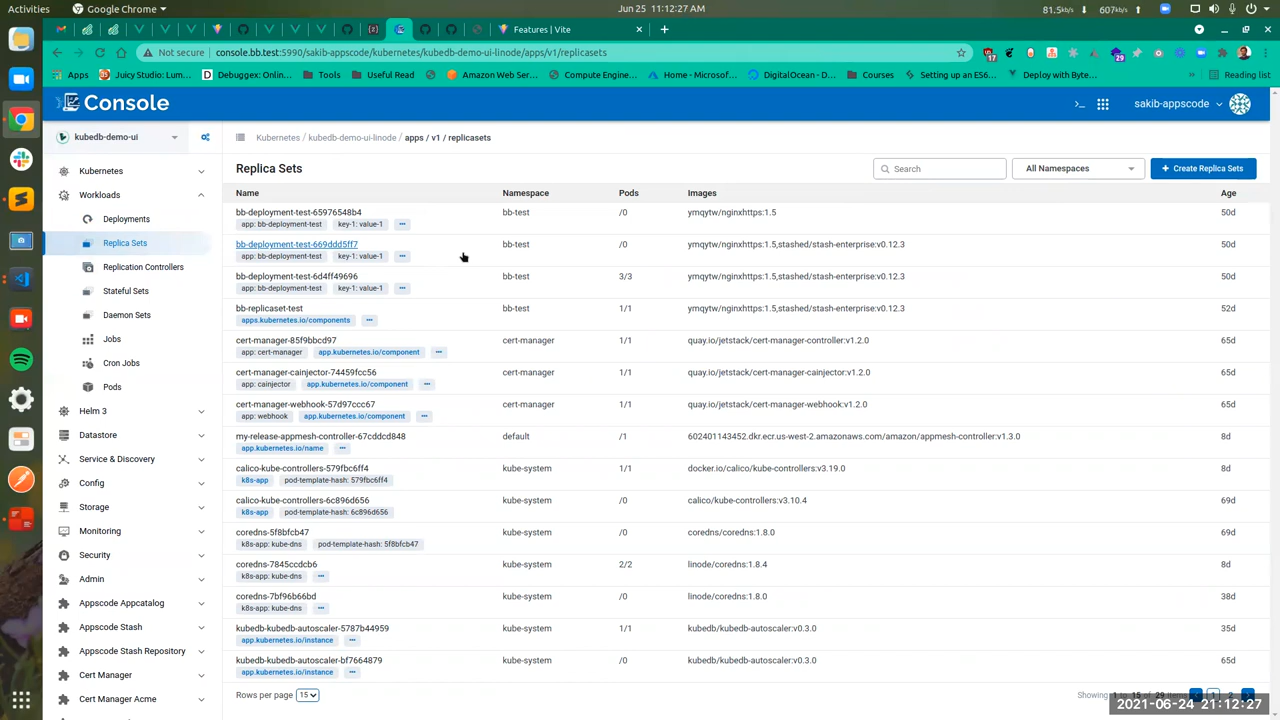 Activities
Google Chrome
Jun 25 11:12:27 AM
81.5kb/s
607kb/s
Features | Vite
Not secure
console.bb.test:5990/sakib-appscode/kubernetes/kubedb-demo-ui-linode/apps/v1/replicasets
17
29
Apps
Juicy Studio: Lum...
Debuggex: Onlin...
Tools
Useful Read
Amazon Web Ser...
Compute Engine...
Home - Microsof...
DigitalOcean - D...
Courses
Setting up an ES6...
Deploy with Byte...
Reading list
Console
sakib-appscode
kubedb-demo-ui
Kubernetes / kubedb-demo-ui-linode / apps / v1 / replicasets
Kubernetes
Workloads
Deployments
Replica Sets
Replication Controllers
Stateful Sets
Daemon Sets
Jobs
Cron Jobs
Pods
Helm 3
Datastore
Service & Discovery
Config
Storage
Monitoring
Security
Admin
Appscode Appcatalog
Appscode Stash
Appscode Stash Repository
Cert Manager
Cert Manager Acme
Replica Sets
Search
All Namespaces
+ Create Replica Sets
Name Namespace Pods Images Age
bb-deployment-test-65976548b4 bb-test /0 ymqytw/nginxhttps:1.5 50d
app: bb-deployment-test key-1: value-1 ...
bb-deployment-test-669ddd5ff7 bb-test /0 ymqytw/nginxhttps:1.5,stashed/stash-enterprise:v0.12.3 50d
app: bb-deployment-test key-1: value-1 ...
bb-deployment-test-6d4ff49696 bb-test 3/3 ymqytw/nginxhttps:1.5,stashed/stash-enterprise:v0.12.3 50d
app: bb-deployment-test key-1: value-1 ...
bb-replicaset-test bb-test 1/1 ymqytw/nginxhttps:1.5,stashed/stash-enterprise:v0.12.3 52d
apps.kubernetes.io/components ...
cert-manager-85f9bbcd97 cert-manager 1/1 quay.io/jetstack/cert-manager-controller:v1.2.0 65d
app: cert-manager app.kubernetes.io/component ...
cert-manager-cainjector-74459fcc56 cert-manager 1/1 quay.io/jetstack/cert-manager-cainjector:v1.2.0 65d
app: cainjector app.kubernetes.io/component ...
cert-manager-webhook-57d97ccc67 cert-manager 1/1 quay.io/jetstack/cert-manager-webhook:v1.2.0 65d
app: webhook app.kubernetes.io/component ...
my-release-appmesh-controller-67cddcd848 default /1 602401143452.dkr.ecr.us-west-2.amazonaws.com/amazon/appmesh-controller:v1.3.0 8d
app.kubernetes.io/name ...
calico-kube-controllers-579fbc6ff4 kube-system 1/1 docker.io/calico/kube-controllers:v3.19.0 8d
k8s-app pod-template-hash: 579fbc6ff4
calico-kube-controllers-6c896d656 kube-system /0 calico/kube-controllers:v3.10.4 69d
k8s-app pod-template-hash: 6c896d656
coredns-5f8bfcb47 kube-system /0 coredns/coredns:1.8.0 69d
k8s-app: kube-dns pod-template-hash: 5f8bfcb47
coredns-7845ccdcb6 kube-system 2/2 linode/coredns:1.8.4 8d
k8s-app: kube-dns ...
coredns-7bf96b66bd kube-system /0 linode/coredns:1.8.0 38d
k8s-app: kube-dns ...
kubedb-kubedb-autoscaler-5787b44959 kube-system 1/1 kubedb/kubedb-autoscaler:v0.3.0 35d
app.kubernetes.io/instance ...
kubedb-kubedb-autoscaler-bf7664879 kube-system /0 kubedb/kubedb-autoscaler:v0.3.0 65d
app.kubernetes.io/instance ...
Rows per page 15
Showing 1 to 15 of 29 items 1 2
2021-06-24 21:12:27